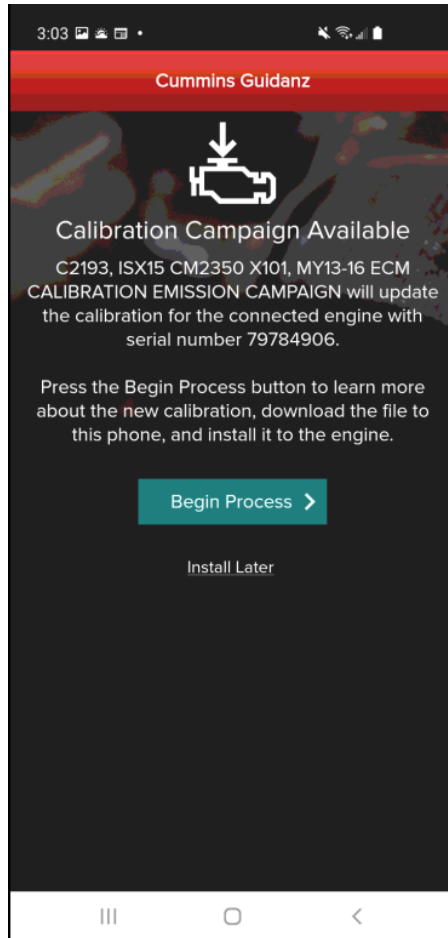 3:03
Cummins Guidanz
Calibration Campaign Available
C2193, ISX15 CM2350 X101, MY13-16 ECM
CALIBRATION EMISSION CAMPAIGN will update
the calibration for the connected engine with
serial number 79784906.
Press the Begin Process button to learn more
about the new calibration, download the file to
this phone, and install it to the engine.
Begin Process
Install Later